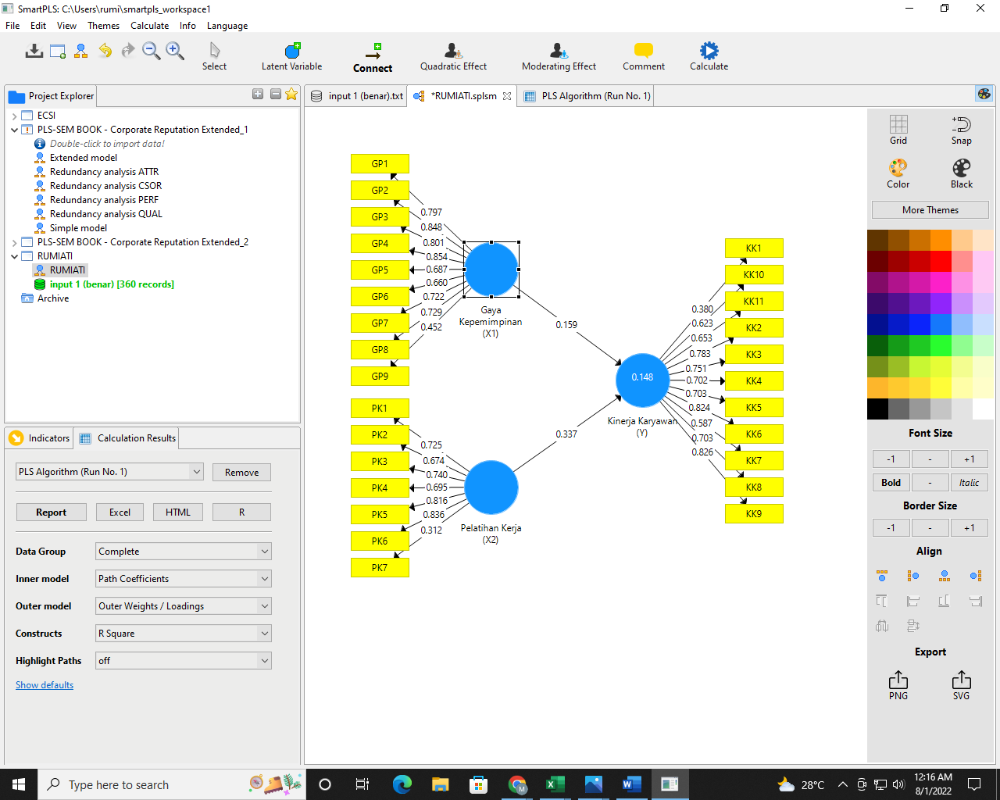 SmartPLS: C:\Users\rumi\smartpls_workspace1
File Edit View Themes Calculate Info Language
Select
Latent Variable
Connect
Quadratic Effect
Moderating Effect
Comment
Calculate
Project Explorer
ECSI
PLS-SEM BOOK - Corporate Reputation Extended_1
Double-click to import data!
Extended model
Redundancy analysis ATTR
Redundancy analysis CSOR
Redundancy analysis PERF
Redundancy analysis QUAL
Simple model
PLS-SEM BOOK - Corporate Reputation Extended_2
RUMIATI
RUMIATI
input 1 (benar) [360 records]
Archive
Indicators
Calculation Results
PLS Algorithm (Run No. 1)
Remove
Report
Excel
HTML
R
Data Group
Complete
Inner model
Path Coefficients
Outer model
Outer Weights / Loadings
Constructs
R Square
Highlight Paths
off
Show defaults
input 1 (benar).txt
*RUMIATI.splsm
PLS Algorithm (Run No. 1)
GP1
GP2
GP3
GP4
GP5
GP6
GP7
GP8
GP9
0.797
0.848
0.801
0.854
0.687
0.660
0.722
0.729
0.452
Gaya
Kepemimpinan
(X1)
0.159
PK1
PK2
PK3
PK4
PK5
PK6
PK7
0.725
0.674
0.740
0.695
0.816
0.836
0.312
Pelatihan Kerja
(X2)
0.337
0.148
Kinerja Karyawan
(Y)
0.380
0.623
0.653
0.783
0.751
0.702
0.703
0.824
0.587
0.703
0.826
KK1
KK10
KK11
KK2
KK3
KK4
KK5
KK6
KK7
KK8
KK9
Grid
Snap
Color
Black
More Themes
Font Size
-1 - +1
Bold - Italic
Border Size
-1 - +1
Align
Export
PNG
SVG
Type here to search
28°C
12:16 AM
8/1/2022